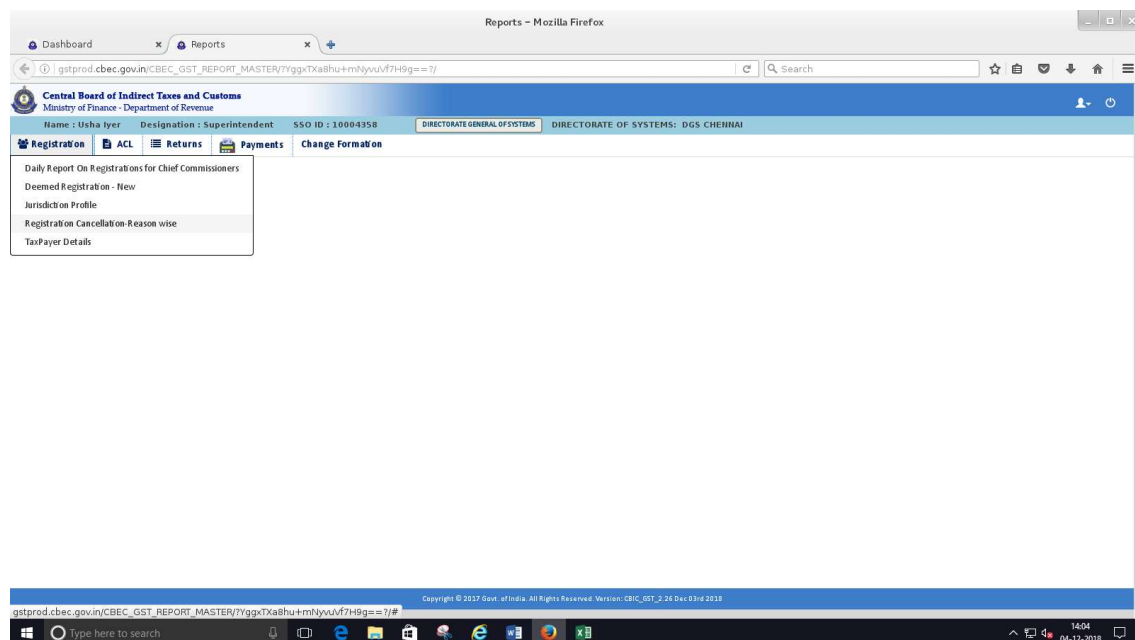 Reports - Mozilla Firefox
Dashboard
Reports
gstprod.cbec.gov.in/CBEC_GST_REPORT_MASTER/?YggxTXa8hu+mNyvuVf7H9g==?/
Search
Central Board of Indirect Taxes and Customs
Ministry of Finance - Department of Revenue
Name : Usha Iyer Designation : Superintendent SSO ID : 10004358 DIRECTORATE GENERAL OF SYSTEMS DIRECTORATE OF SYSTEMS: DGS CHENNAI
Registration ACL Returns Payments Change Formation
Daily Report On Registrations for Chief Commissioners
Deemed Registration - New
Jurisdiction Profile
Registration Cancellation-Reason wise
TaxPayer Details
Copyright © 2017 Govt. of India. All Rights Reserved. Version: CBIC_GST_2.26 Dec 03rd 2018
gstprod.cbec.gov.in/CBEC_GST_REPORT_MASTER/?YggxTXa8hu+mNyvuVf7H9g==?/#
Type here to search
14:04
04-12-2018